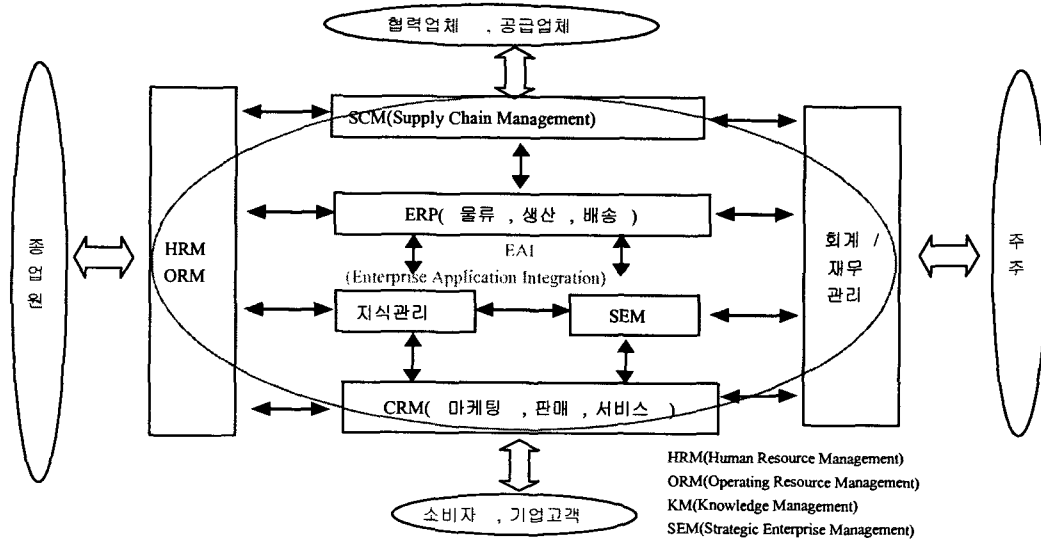 협력업체 , 공급업체
SCM(Supply Chain Management)
ERP( 물류 , 생산 , 배송 )
EAI
(Enterprise Application Integration)
종업원
HRM
ORM
회계 /
재무
관리
주주
지식관리
SEM
CRM( 마케팅 , 판매 , 서비스 )
소비자 , 기업고객
HRM(Human Resource Management)
ORM(Operating Resource Management)
KM(Knowledge Management)
SEM(Strategic Enterprise Management)